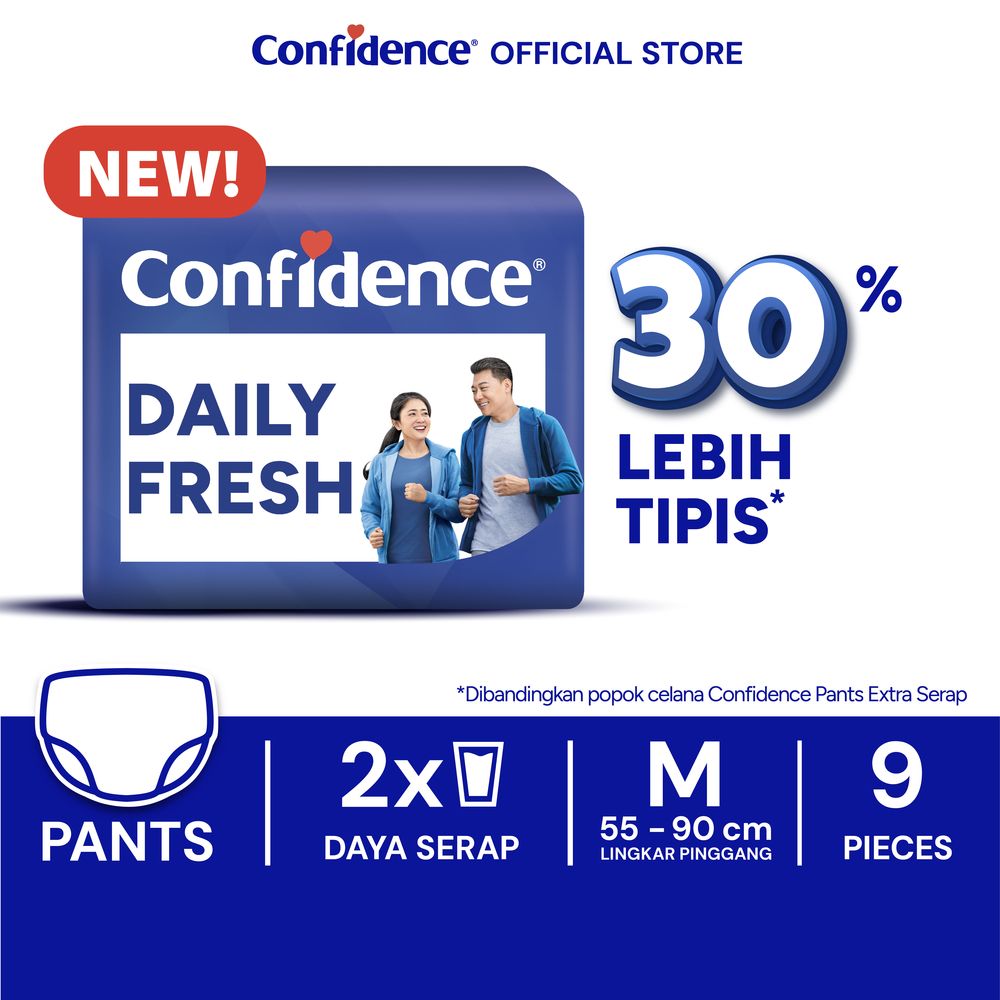 Confidence® OFFICIAL STORE
NEW!
Confidence®
DAILY
FRESH
30%
LEBIH
TIPIS*
*Dibandingkan popok celana Confidence Pants Extra Serap
PANTS
2x
DAYA SERAP
M
55 – 90 cm
LINGKAR PINGGANG
9
PIECES